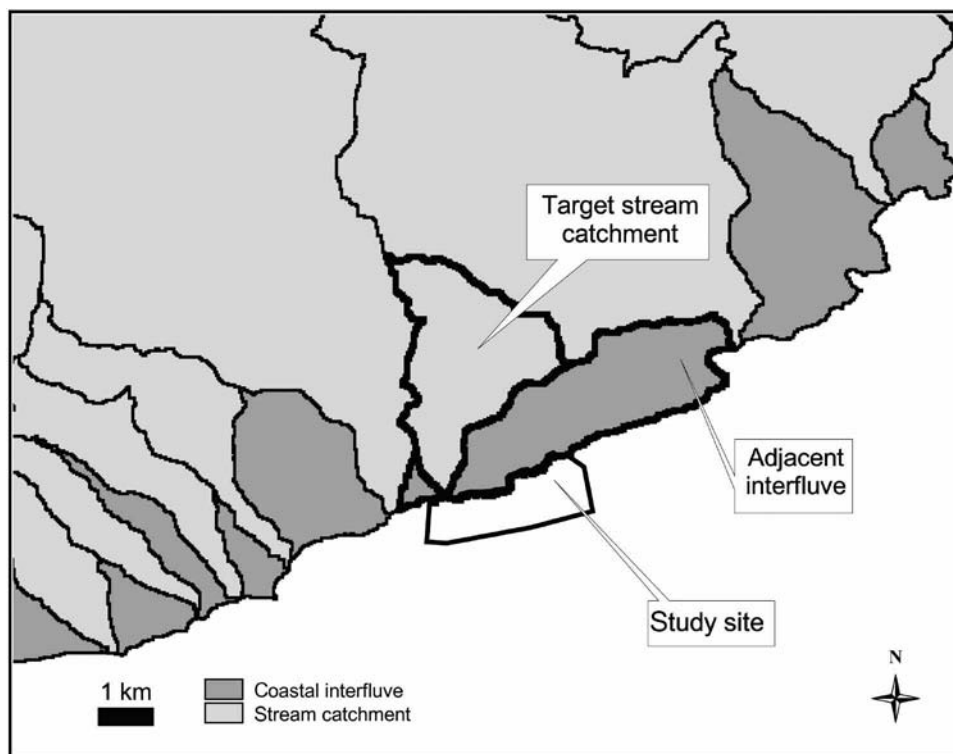 Target stream
catchment
Adjacent
interfluve
Study site
N
1 km
Coastal interfluve
Stream catchment